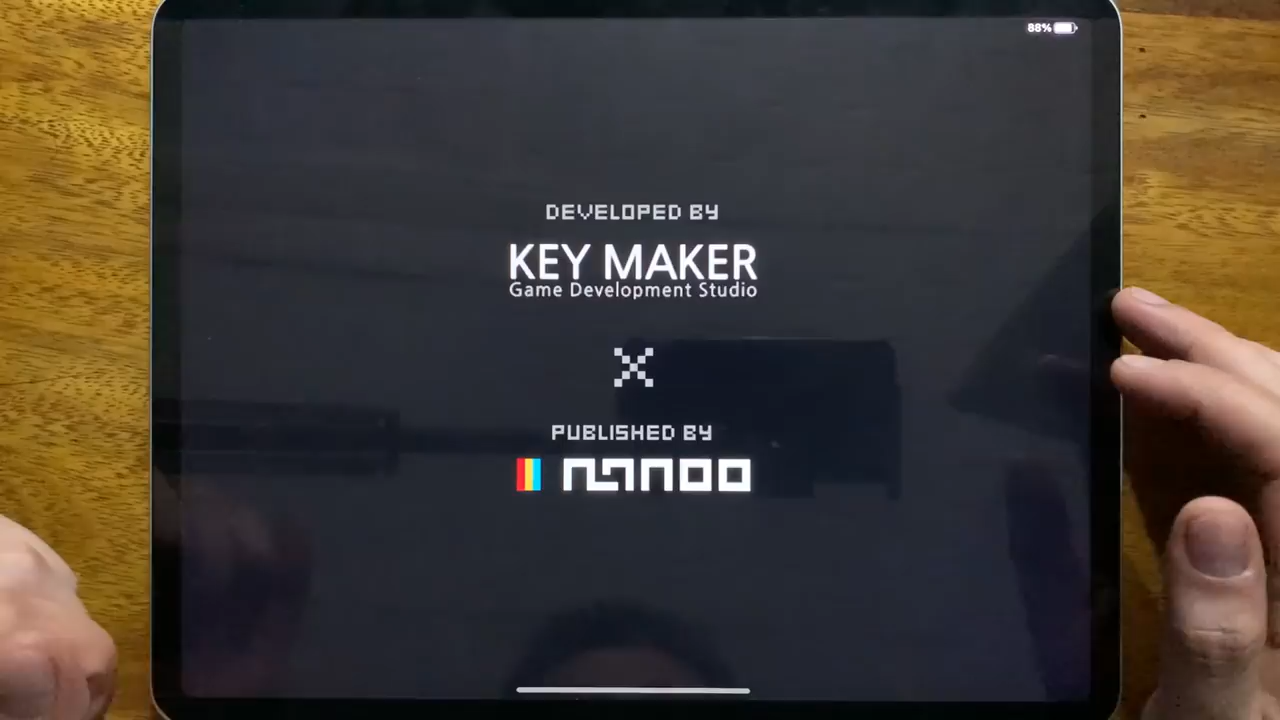 88%
DEVELOPED BY
KEY MAKER
Game Development Studio
PUBLISHED BY
nanoo